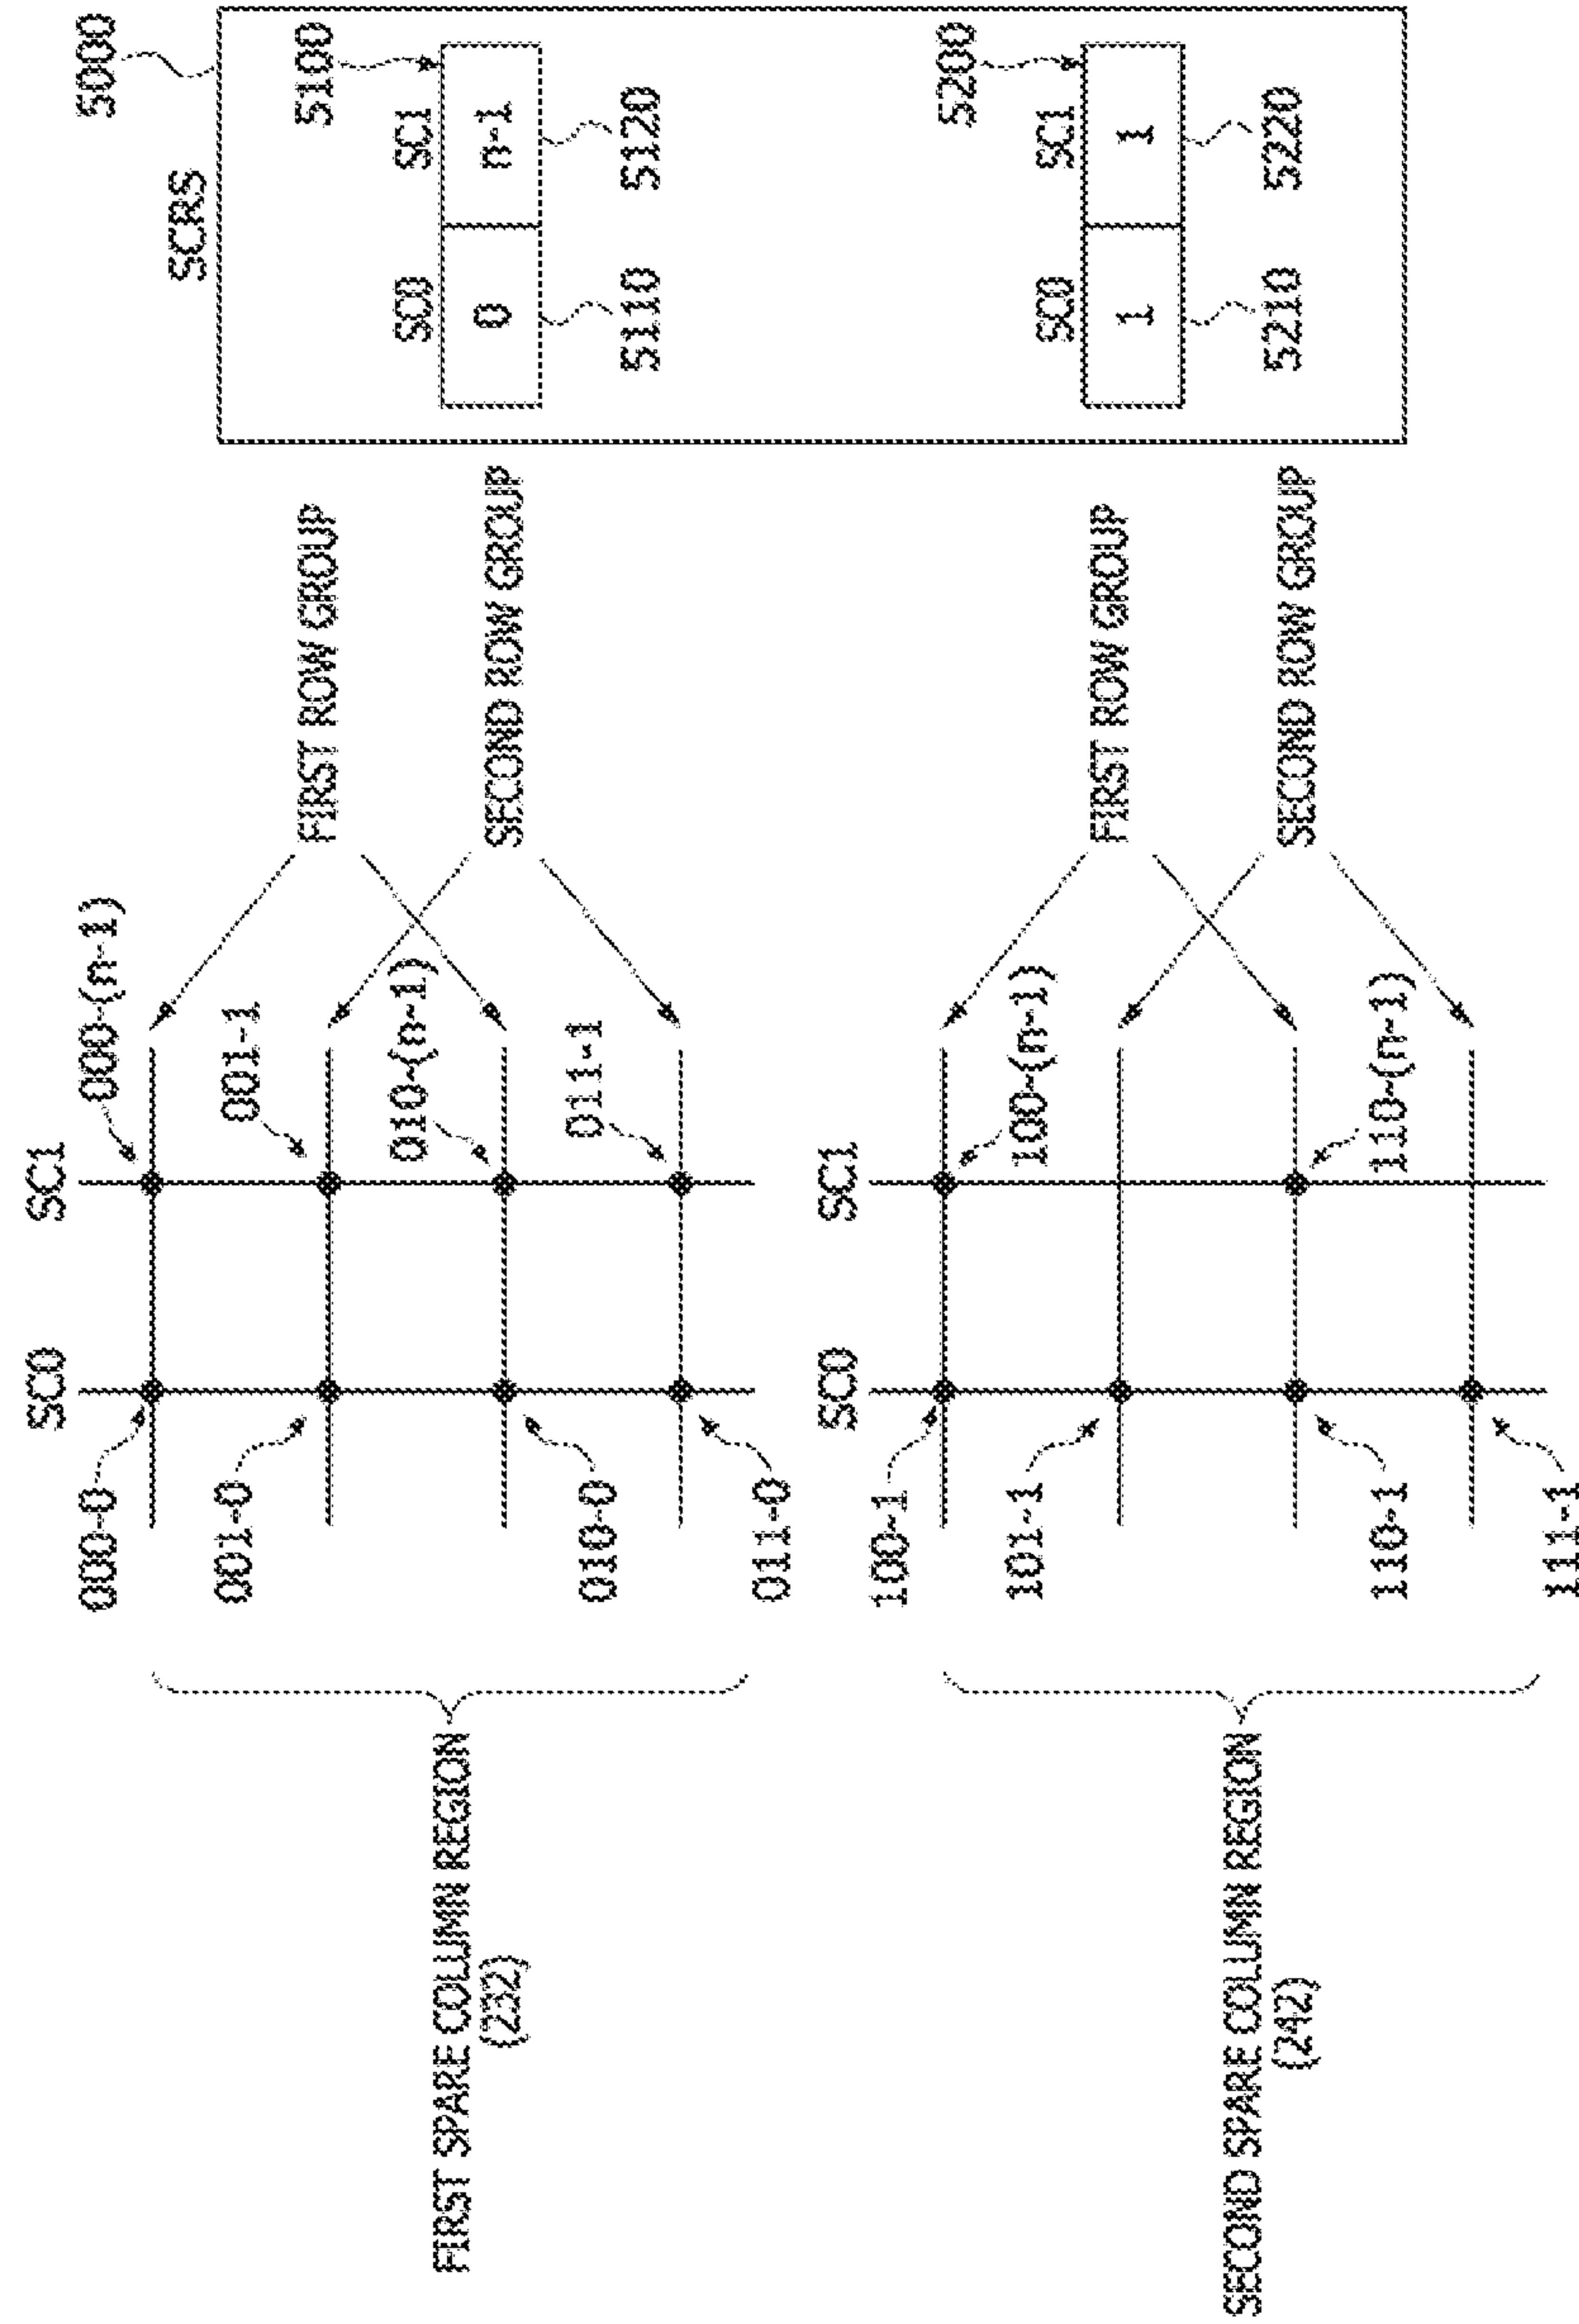 SC0
SC1
SCRS
5000
000-0
000-(n-1)
001-0
001-1
010-0
010-(n-1)
011-0
011-1
FIRST SPARE COLUMN REGION
(232)
FIRST ROW GROUP
SECOND ROW GROUP
5100
SC0
SC1
0
n-1
5110
5120
SC0
SC1
100-1
100-(n-1)
101-1
110-1
110-(n-1)
111-1
SECOND SPARE COLUMN REGION
(242)
FIRST ROW GROUP
SECOND ROW GROUP
5200
SC0
SC1
1
1
5210
5220